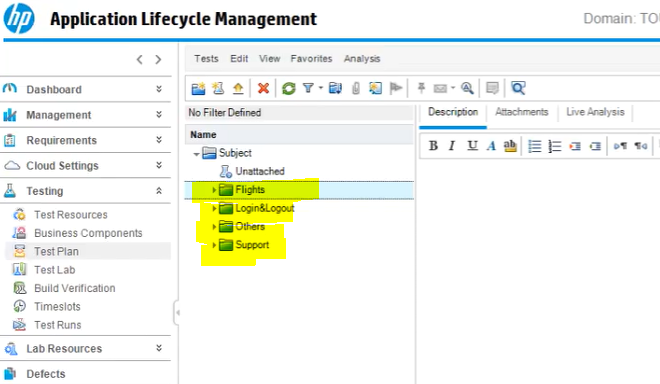 hp Application Lifecycle Management Domain: TO
Tests Edit View Favorites Analysis
Dashboard
Management
Requirements
Cloud Settings
Testing
Test Resources
Business Components
Test Plan
Test Lab
Build Verification
Timeslots
Test Runs
Lab Resources
Defects
No Filter Defined
Name
Subject
Unattached
Flights
Login&Logout
Others
Support
Description Attachments Live Analysis
B I U A ab